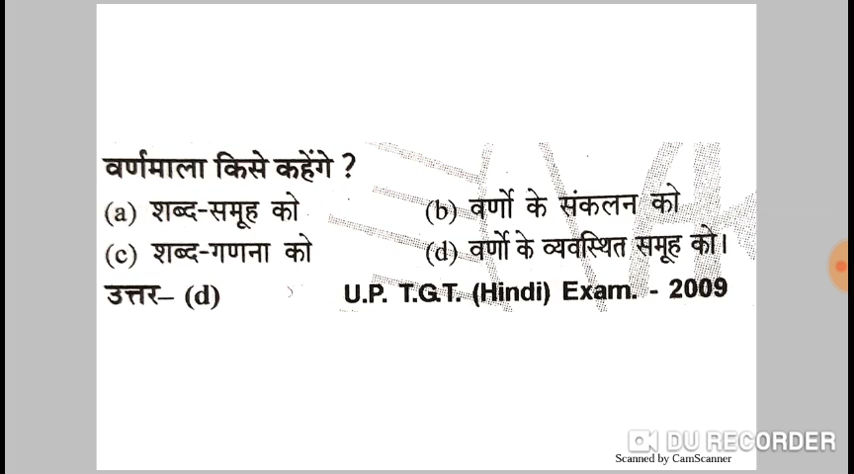 वर्णमाला किसे कहेंगे ?
(a) शब्द-समूह को (b) वर्णों के संकलन को
(c) शब्द-गणना को (d) वर्णों के व्यवस्थित समूह को।
उत्तर– (d) U.P. T.G.T. (Hindi) Exam. - 2009
DU RECORDER
Scanned by CamScanner